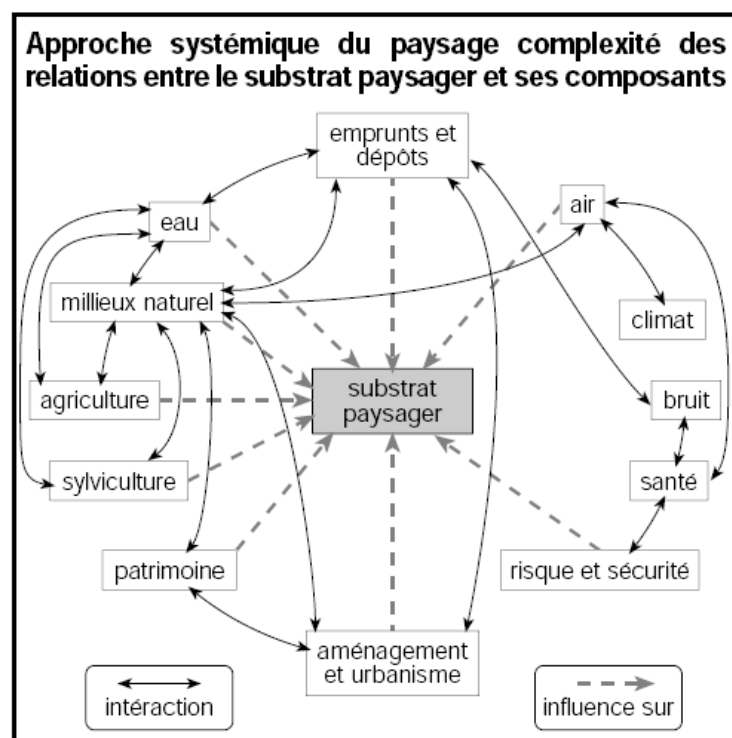 Approche systémique du paysage complexité des
relations entre le substrat paysager et ses composants
emprunts et
dépôts
air
eau
millieux naturel
climat
substrat
paysager
agriculture
bruit
sylviculture
santé
patrimoine
risque et sécurité
aménagement
et urbanisme
intéraction
influence sur